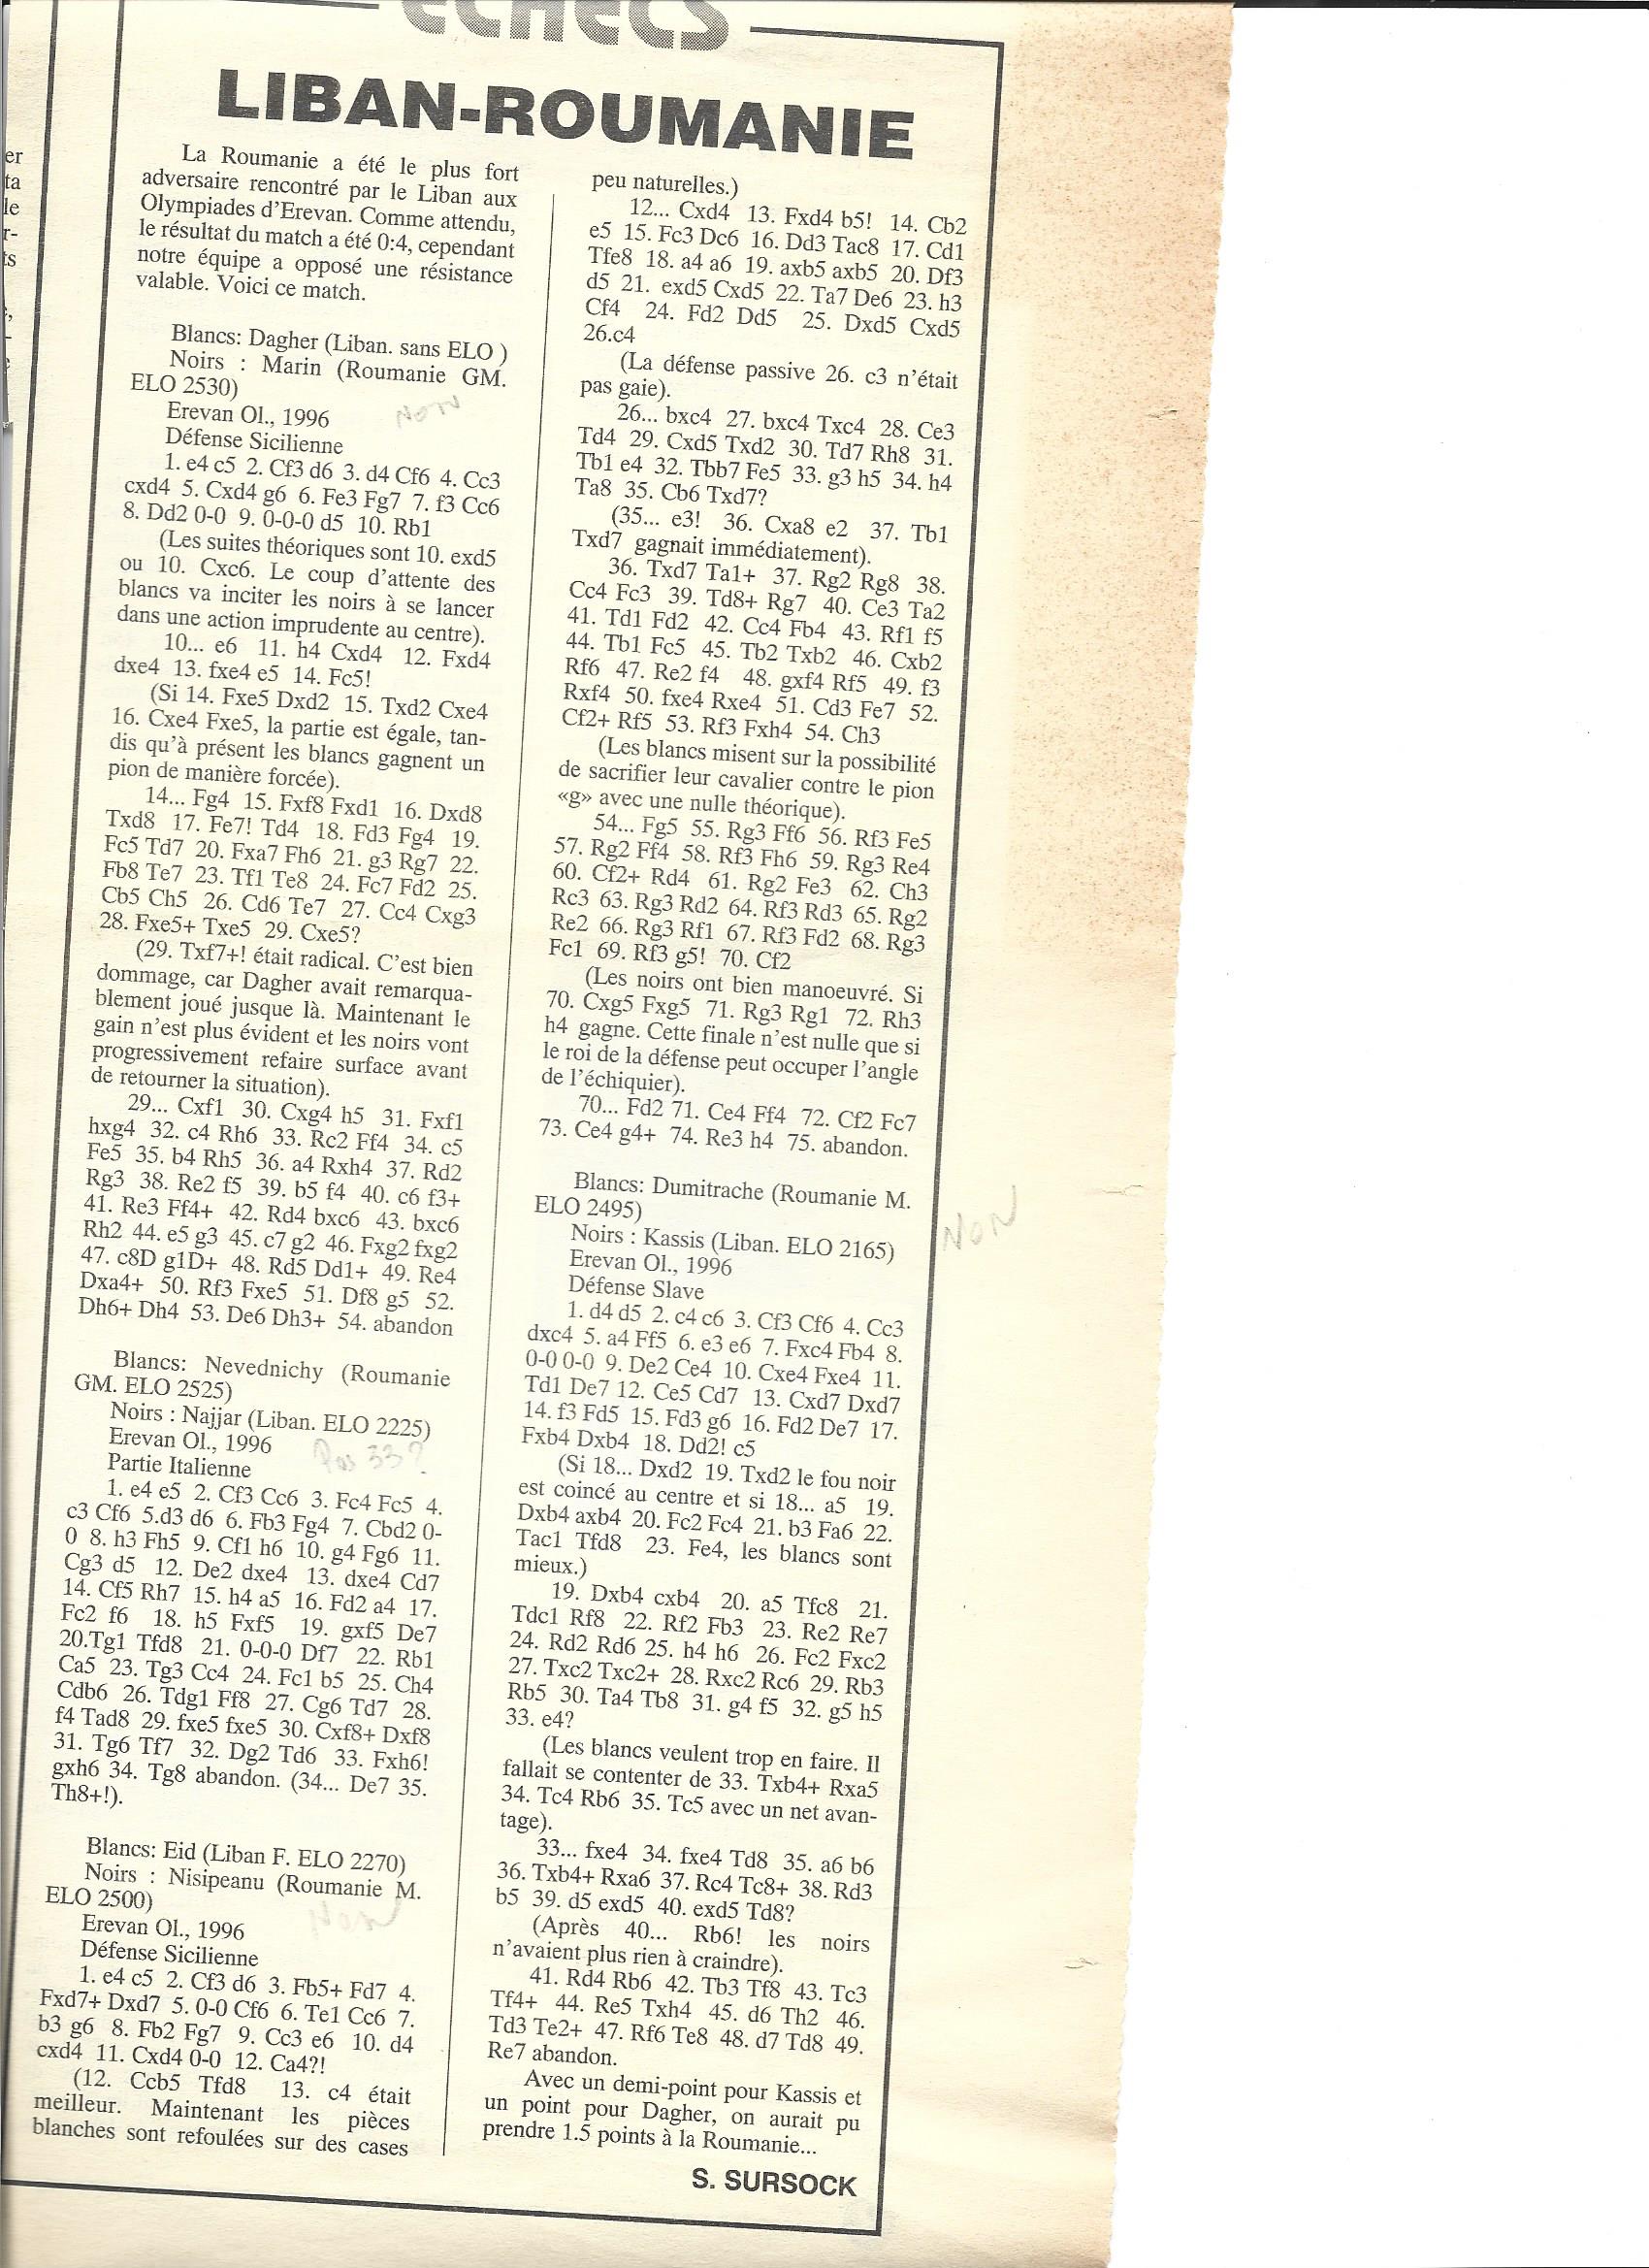 échecs
LIBAN-ROUMANIE
La Roumanie a été le plus fort
adversaire rencontré par le Liban aux
Olympiades d'Erevan. Comme attendu,
le résultat du match a été 0:4, cependant
notre équipe a opposé une résistance
valable. Voici ce match.
Blancs: Dagher (Liban. sans ELO )
Noirs : Marin (Roumanie GM.
ELO 2530)
Erevan Ol., 1996
Non
Défense Sicilienne
1. e4 c5 2. Cf3 d6 3. d4 Cf6 4. Cc3
cxd4 5. Cxd4 g6 6. Fe3 Fg7 7. f3 Cc6
8. Dd2 0-0 9. 0-0-0 d5 10. Rb1
(Les suites théoriques sont 10. exd5
ou 10. Cxc6. Le coup d'attente des
blancs va inciter les noirs à se lancer
dans une action imprudente au centre).
10... e6 11. h4 Cxd4 12. Fxd4
dxe4 13. fxe4 e5 14. Fc5!
(Si 14. Fxe5 Dxd2 15. Txd2 Cxe4
16. Cxe4 Fxe5, la partie est égale, tan-
dis qu'à présent les blancs gagnent un
pion de manière forcée).
14... Fg4 15. Fxf8 Fxd1 16. Dxd8
Txd8 17. Fe7! Td4 18. Fd3 Fg4 19.
Fc5 Td7 20. Fxa7 Fh6 21. g3 Rg7 22.
Fb8 Te7 23. Tf1 Te8 24. Fc7 Fd2 25.
Cb5 Ch5 26. Cd6 Te7 27. Cc4 Cxg3
28. Fxe5+ Txe5 29. Cxe5?
(29. Txf7+! était radical. C'est bien
dommage, car Dagher avait remarqua-
blement joué jusque là. Maintenant le
gain n'est plus évident et les noirs vont
progressivement refaire surface avant
de retourner la situation).
29... Cxf1 30. Cxg4 h5 31. Fxf1
hxg4 32. c4 Rh6 33. Rc2 Ff4 34. c5
Fe5 35. b4 Rh5 36. a4 Rxh4 37. Rd2
Rg3 38. Re2 f5 39. b5 f4 40. c6 f3+
41. Re3 Ff4+ 42. Rd4 bxc6 43. bxc6
Rh2 44. e5 g3 45. c7 g2 46. Fxg2 fxg2
47. c8D g1D+ 48. Rd5 Dd1+ 49. Re4
Dxa4+ 50. Rf3 Fxe5 51. Df8 g5 52.
Dh6+ Dh4 53. De6 Dh3+ 54. abandon
Blancs: Nevednichy (Roumanie
GM. ELO 2525)
Noirs : Najjar (Liban. ELO 2225)
Erevan Ol., 1996
Pas 33?
Partie Italienne
1. e4 e5 2. Cf3 Cc6 3. Fc4 Fc5 4.
c3 Cf6 5.d3 d6 6. Fb3 Fg4 7. Cbd2 0-
0 8. h3 Fh5 9. Cf1 h6 10. g4 Fg6 11.
Cg3 d5 12. De2 dxe4 13. dxe4 Cd7
14. Cf5 Rh7 15. h4 a5 16. Fd2 a4 17.
Fc2 f6 18. h5 Fxf5 19. gxf5 De7
20.Tg1 Tfd8 21. 0-0-0 Df7 22. Rb1
Ca5 23. Tg3 Cc4 24. Fc1 b5 25. Ch4
Cdb6 26. Tdg1 Ff8 27. Cg6 Td7 28.
f4 Tad8 29. fxe5 fxe5 30. Cxf8+ Dxf8
31. Tg6 Tf7 32. Dg2 Td6 33. Fxh6!
gxh6 34. Tg8 abandon. (34... De7 35.
Th8+!).
Blancs: Eid (Liban F. ELO 2270)
Noirs : Nisipeanu (Roumanie M.
ELO 2500)
Erevan Ol., 1996
Non
Défense Sicilienne
1. e4 c5 2. Cf3 d6 3. Fb5+ Fd7 4.
Fxd7+ Dxd7 5. 0-0 Cf6 6. Te1 Cc6 7.
b3 g6 8. Fb2 Fg7 9. Cc3 e6 10. d4
cxd4 11. Cxd4 0-0 12. Ca4?!
(12. Ccb5 Tfd8 13. c4 était
meilleur. Maintenant les pièces
blanches sont refoulées sur des cases
peu naturelles.)
12... Cxd4 13. Fxd4 b5! 14. Cb2
e5 15. Fc3 Dc6 16. Dd3 Tac8 17. Cd1
Tfe8 18. a4 a6 19. axb5 axb5 20. Df3
d5 21. exd5 Cxd5 22. Ta7 De6 23. h3
Cf4 24. Fd2 Dd5 25. Dxd5 Cxd5
26.c4
(La défense passive 26. c3 n'était
pas gaie).
26... bxc4 27. bxc4 Txc4 28. Ce3
Td4 29. Cxd5 Txd2 30. Td7 Rh8 31.
Tb1 e4 32. Tbb7 Fe5 33. g3 h5 34. h4
Ta8 35. Cb6 Txd7?
(35... e3! 36. Cxa8 e2 37. Tb1
Txd7 gagnait immédiatement).
36. Txd7 Ta1+ 37. Rg2 Rg8 38.
Cc4 Fc3 39. Td8+ Rg7 40. Ce3 Ta2
41. Td1 Fd2 42. Cc4 Fb4 43. Rf1 f5
44. Tb1 Fc5 45. Tb2 Txb2 46. Cxb2
Rf6 47. Re2 f4 48. gxf4 Rf5 49. f3
Rxf4 50. fxe4 Rxe4 51. Cd3 Fe7 52.
Cf2+ Rf5 53. Rf3 Fxh4 54. Ch3
(Les blancs misent sur la possibilité
de sacrifier leur cavalier contre le pion
«g» avec une nulle théorique).
54... Fg5 55. Rg3 Ff6 56. Rf3 Fe5
57. Rg2 Ff4 58. Rf3 Fh6 59. Rg3 Re4
60. Cf2+ Rd4 61. Rg2 Fe3 62. Ch3
Rc3 63. Rg3 Rd2 64. Rf3 Rd3 65. Rg2
Re2 66. Rg3 Rf1 67. Rf3 Fd2 68. Rg3
Fc1 69. Rf3 g5! 70. Cf2
(Les noirs ont bien manoeuvré. Si
70. Cxg5 Fxg5 71. Rg3 Rg1 72. Rh3
h4 gagne. Cette finale n'est nulle que si
le roi de la défense peut occuper l'angle
de l'échiquier).
70... Fd2 71. Ce4 Ff4 72. Cf2 Fc7
73. Ce4 g4+ 74. Re3 h4 75. abandon.
Blancs: Dumitrache (Roumanie M.
ELO 2495)
Non
Noirs : Kassis (Liban. ELO 2165)
Erevan Ol., 1996
Défense Slave
1. d4 d5 2. c4 c6 3. Cf3 Cf6 4. Cc3
dxc4 5. a4 Ff5 6. e3 e6 7. Fxc4 Fb4 8.
0-0 0-0 9. De2 Ce4 10. Cxe4 Fxe4 11.
Td1 De7 12. Ce5 Cd7 13. Cxd7 Dxd7
14. f3 Fd5 15. Fd3 g6 16. Fd2 De7 17.
Fxb4 Dxb4 18. Dd2! c5
(Si 18... Dxd2 19. Txd2 le fou noir
est coincé au centre et si 18... a5 19.
Dxb4 axb4 20. Fc2 Fc4 21. b3 Fa6 22.
Tac1 Tfd8 23. Fe4, les blancs sont
mieux.)
19. Dxb4 cxb4 20. a5 Tfc8 21.
Tdc1 Rf8 22. Rf2 Fb3 23. Re2 Re7
24. Rd2 Rd6 25. h4 h6 26. Fc2 Fxc2
27. Txc2 Txc2+ 28. Rxc2 Rc6 29. Rb3
Rb5 30. Ta4 Tb8 31. g4 f5 32. g5 h5
33. e4?
(Les blancs veulent trop en faire. Il
fallait se contenter de 33. Txb4+ Rxa5
34. Tc4 Rb6 35. Tc5 avec un net avan-
tage).
33... fxe4 34. fxe4 Td8 35. a6 b6
36. Txb4+ Rxa6 37. Rc4 Tc8+ 38. Rd3
b5 39. d5 exd5 40. exd5 Td8?
(Après 40... Rb6! les noirs
n'avaient plus rien à craindre).
41. Rd4 Rb6 42. Tb3 Tf8 43. Tc3
Tf4+ 44. Re5 Txh4 45. d6 Th2 46.
Td3 Te2+ 47. Rf6 Te8 48. d7 Td8 49.
Re7 abandon.
Avec un demi-point pour Kassis et
un point pour Dagher, on aurait pu
prendre 1.5 points à la Roumanie...
S. SURSOCK